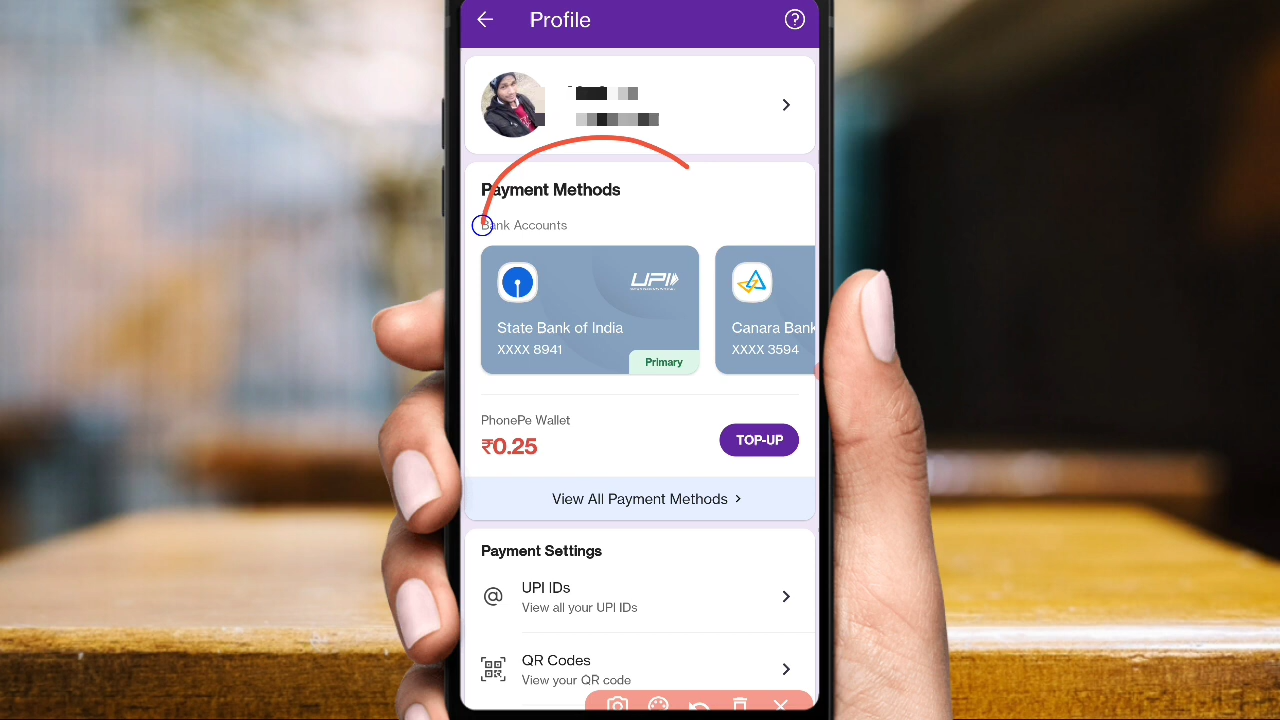 Profile
Payment Methods
Bank Accounts
UPI
State Bank of India
XXXX 8941
Primary
Canara Bank
XXXX 3594
PhonePe Wallet
₹0.25
TOP-UP
View All Payment Methods
Payment Settings
UPI IDs
View all your UPI IDs
QR Codes
View your QR code